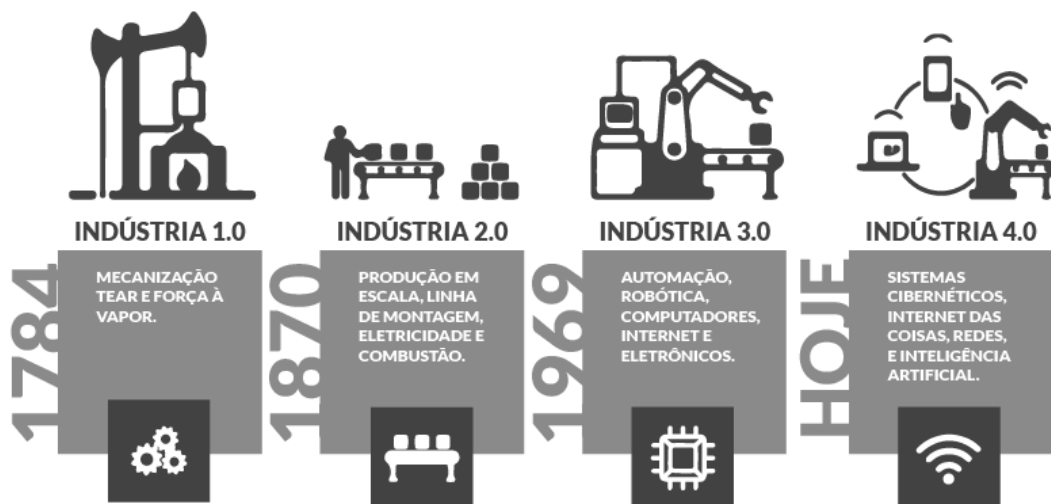 INDÚSTRIA 1.0
1784
MECANIZAÇÃO
TEAR E FORÇA À
VAPOR.
INDÚSTRIA 2.0
1870
PRODUÇÃO EM
ESCALA, LINHA
DE MONTAGEM,
ELETRICIDADE E
COMBUSTÃO.
INDÚSTRIA 3.0
1969
AUTOMAÇÃO,
ROBÓTICA,
COMPUTADORES,
INTERNET E
ELETRÔNICOS.
INDÚSTRIA 4.0
HOJE
SISTEMAS
CIBERNÉTICOS,
INTERNET DAS
COISAS, REDES,
E INTELIGÊNCIA
ARTIFICIAL.